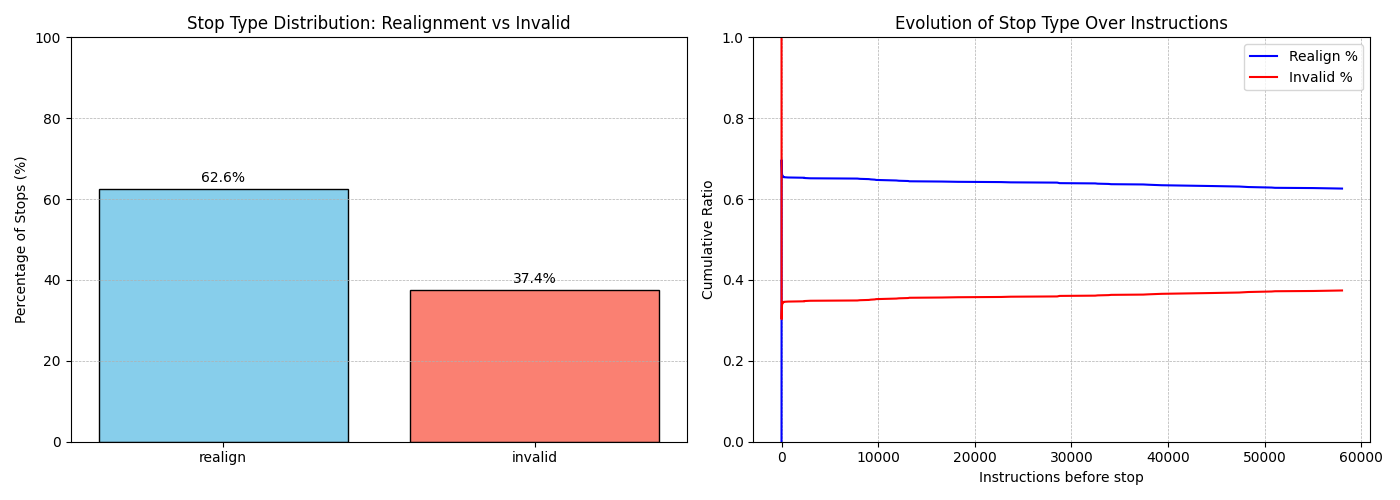 Stop Type Distribution: Realignment vs Invalid
Percentage of Stops (%)
100
80
60
40
20
0
62.6%
37.4%
realign
invalid
Evolution of Stop Type Over Instructions
Cumulative Ratio
1.0
0.8
0.6
0.4
0.2
0.0
Realign %
Invalid %
0 10000 20000 30000 40000 50000 60000
Instructions before stop